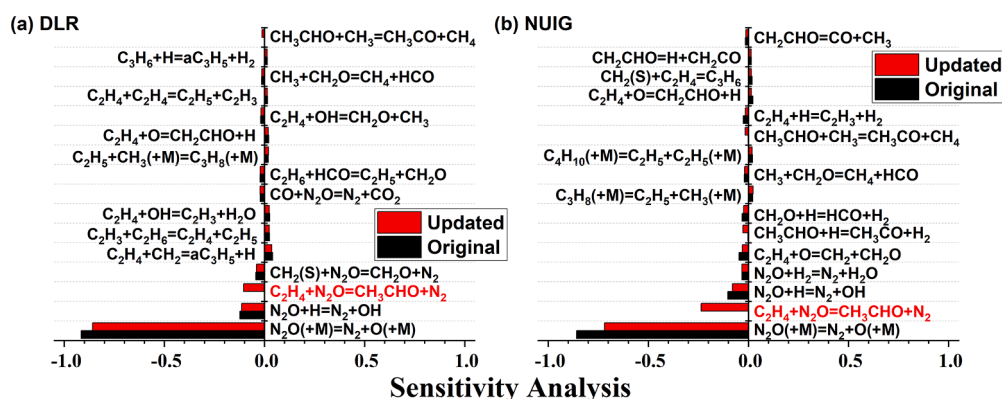 (a) DLR
CH₃CHO+CH₃=CH₃CO+CH₄
C₃H₆+H=aC₃H₅+H₂
CH₃+CH₂O=CH₄+HCO
C₂H₄+C₂H₄=C₂H₅+C₂H₃
C₂H₄+OH=CH₂O+CH₃
C₂H₄+O=CH₂CHO+H
C₂H₅+CH₃(+M)=C₃H₈(+M)
C₂H₆+HCO=C₂H₅+CH₂O
CO+N₂O=N₂+CO₂
C₂H₄+OH=C₂H₃+H₂O
Updated
C₂H₃+C₂H₆=C₂H₄+C₂H₅
Original
C₂H₄+CH₂=aC₃H₅+H
CH₂(S)+N₂O=CH₂O+N₂
C₂H₄+N₂O=CH₃CHO+N₂
N₂O+H=N₂+OH
N₂O(+M)=N₂+O(+M)
-1.0 -0.5 0.0 0.5 1.0
(b) NUIG
CH₂CHO=CO+CH₃
CH₂CHO=H+CH₂CO
Updated
CH₂(S)+C₂H₄=C₃H₆
Original
C₂H₄+O=CH₂CHO+H
C₂H₄+H=C₂H₃+H₂
CH₃CHO+CH₃=CH₃CO+CH₄
C₄H₁₀(+M)=C₂H₅+C₂H₅(+M)
CH₃+CH₂O=CH₄+HCO
C₃H₈(+M)=C₂H₅+CH₃(+M)
CH₂O+H=HCO+H₂
CH₃CHO+H=CH₃CO+H₂
C₂H₄+O=CH₂+CH₂O
N₂O+H₂=N₂+H₂O
N₂O+H=N₂+OH
C₂H₄+N₂O=CH₃CHO+N₂
N₂O(+M)=N₂+O(+M)
-1.0 -0.5 0.0 0.5 1.0
Sensitivity Analysis